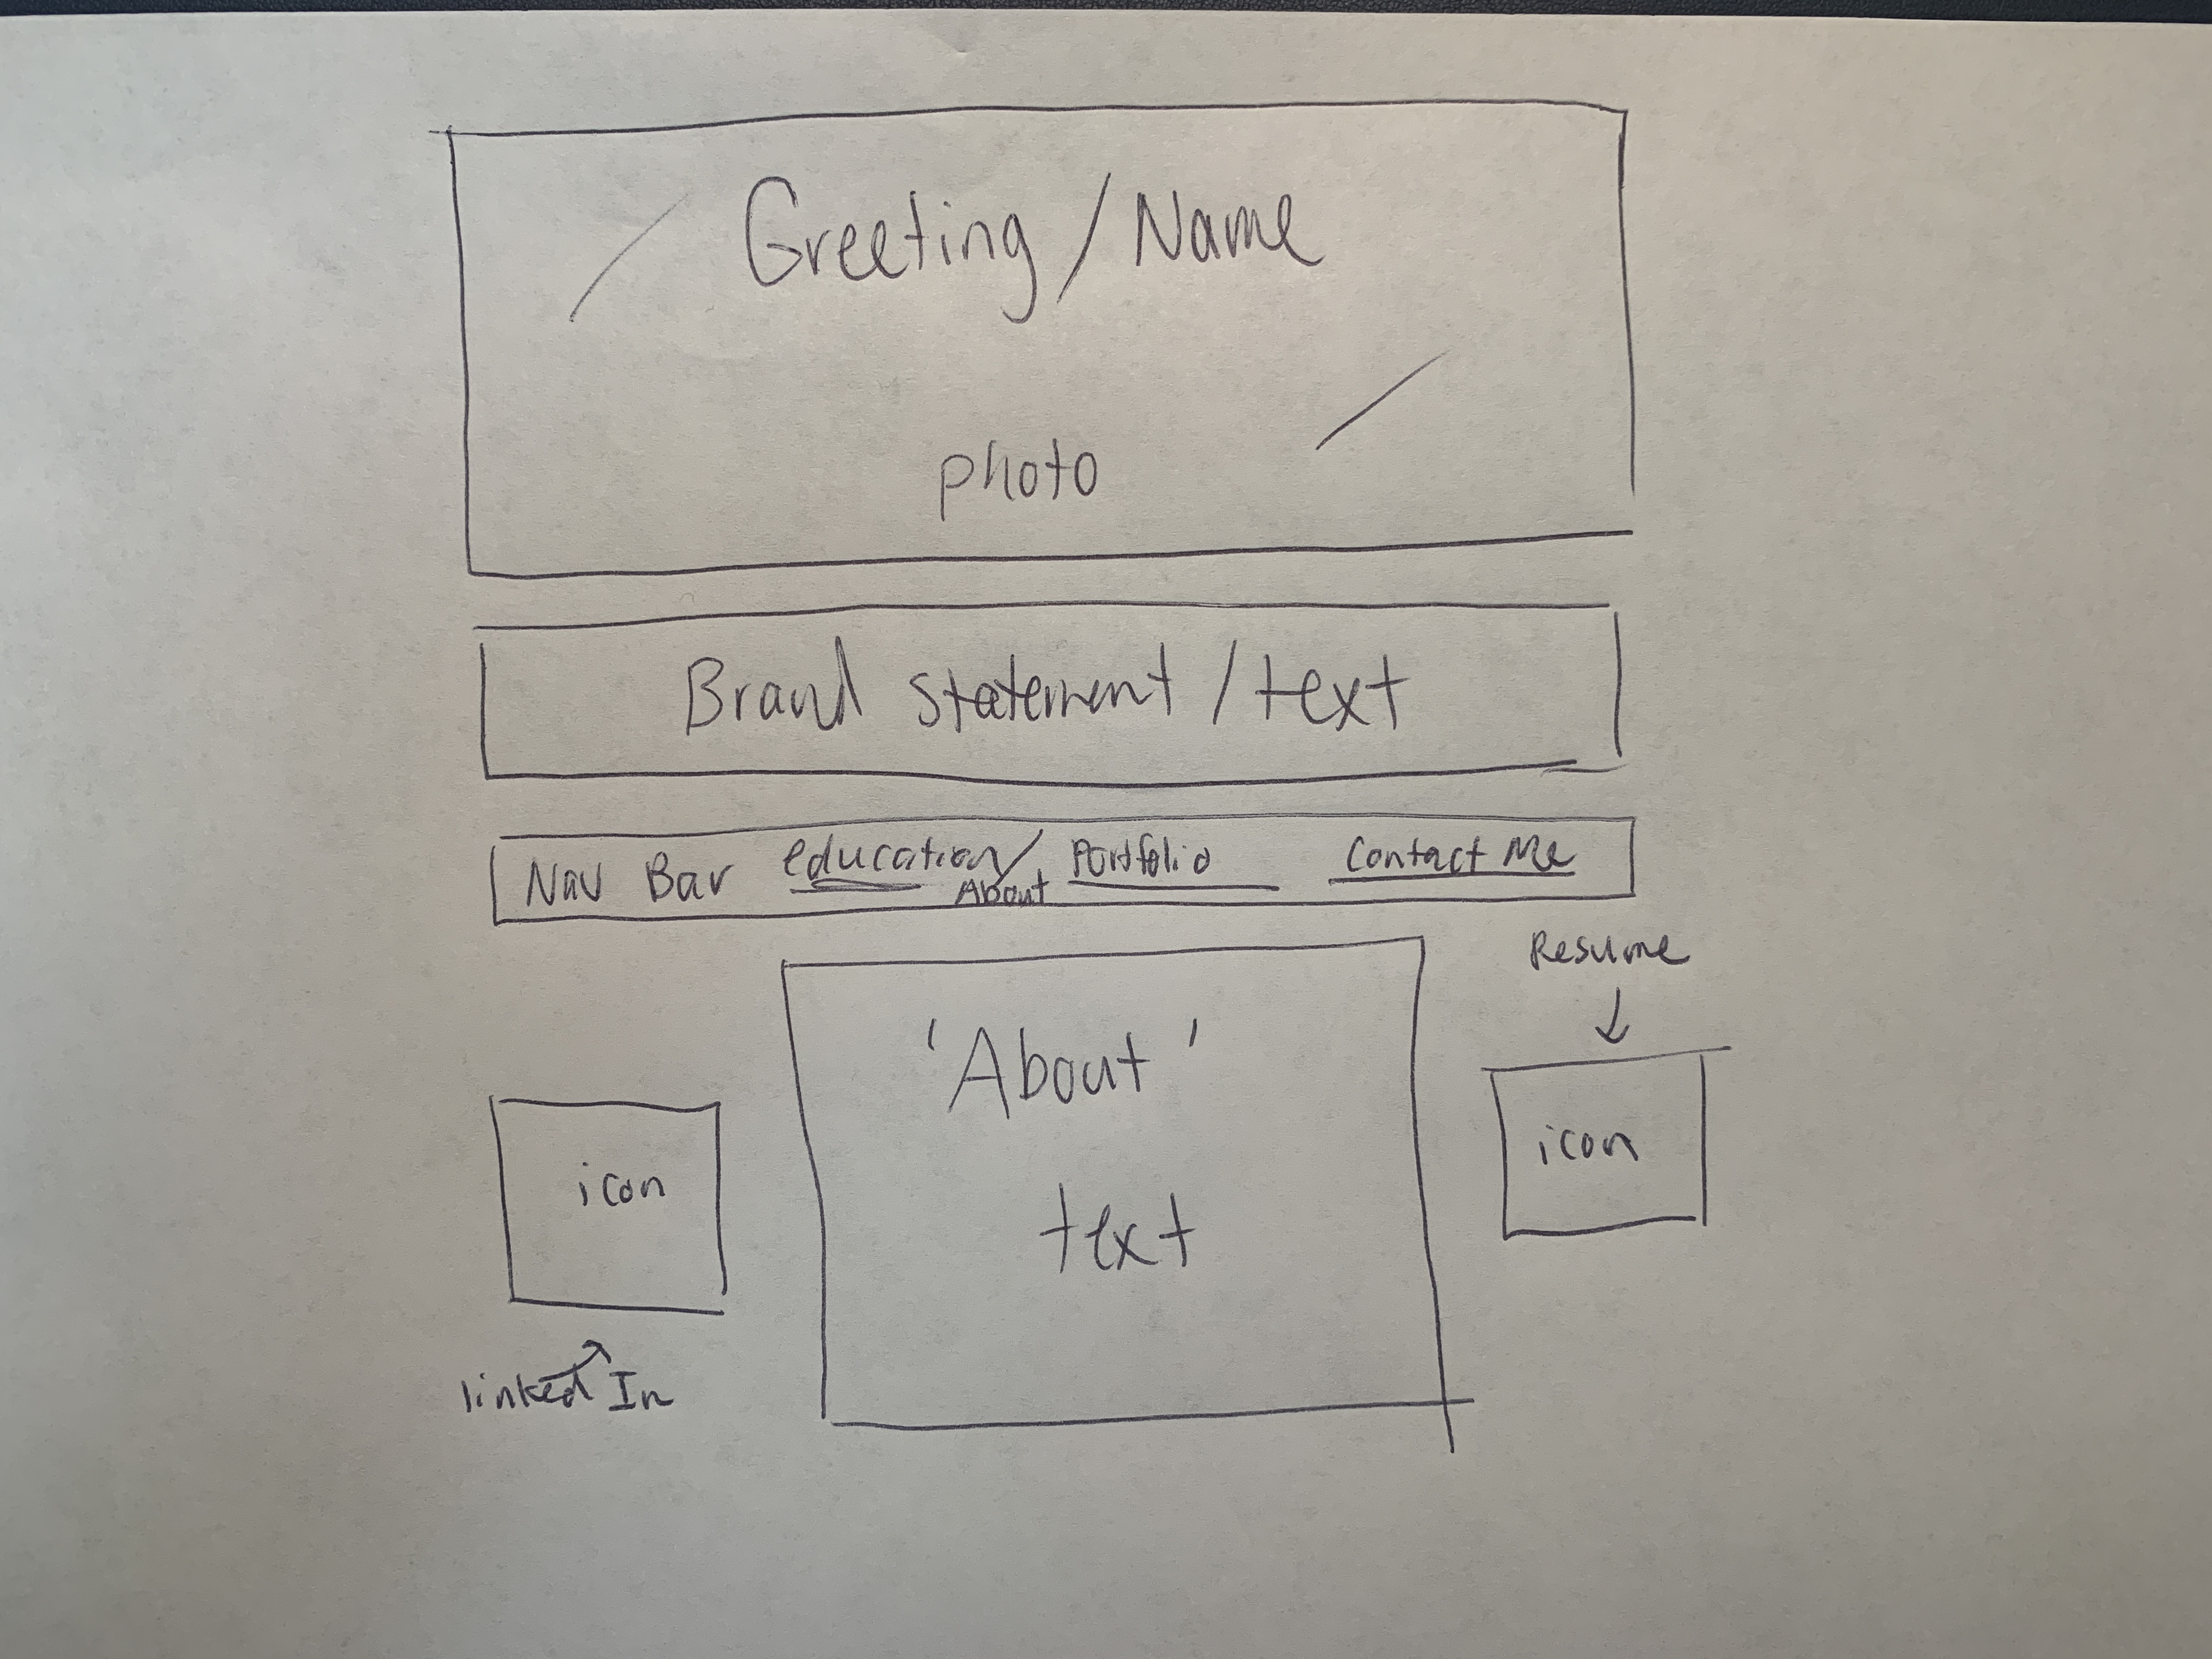 Greeting / Name
photo
Brand statement / text
Nav Bar education/ Portfolio Contact Me
About
Resume
'About'
text
icon
icon
linked In